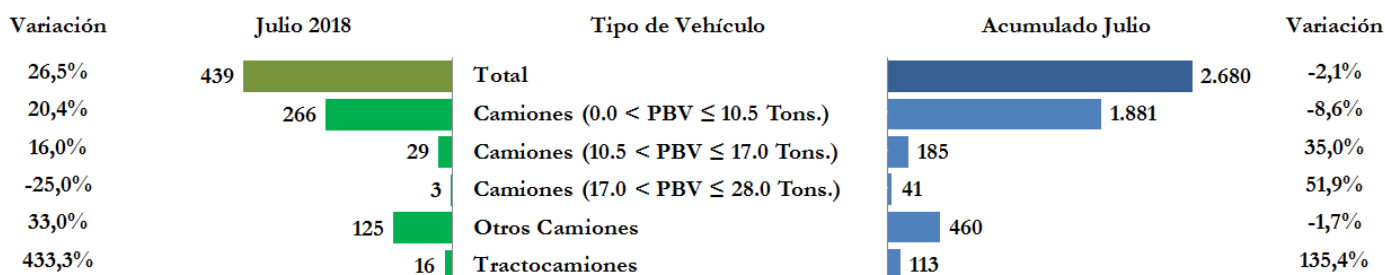 Variación Julio 2018 Tipo de Vehículo Acumulado Julio Variación
26,5% 439 Total 2.680 -2,1%
20,4% 266 Camiones (0.0 < PBV ≤ 10.5 Tons.) 1.881 -8,6%
16,0% 29 Camiones (10.5 < PBV ≤ 17.0 Tons.) 185 35,0%
-25,0% 3 Camiones (17.0 < PBV ≤ 28.0 Tons.) 41 51,9%
33,0% 125 Otros Camiones 460 -1,7%
433,3% 16 Tractocamiones 113 135,4%